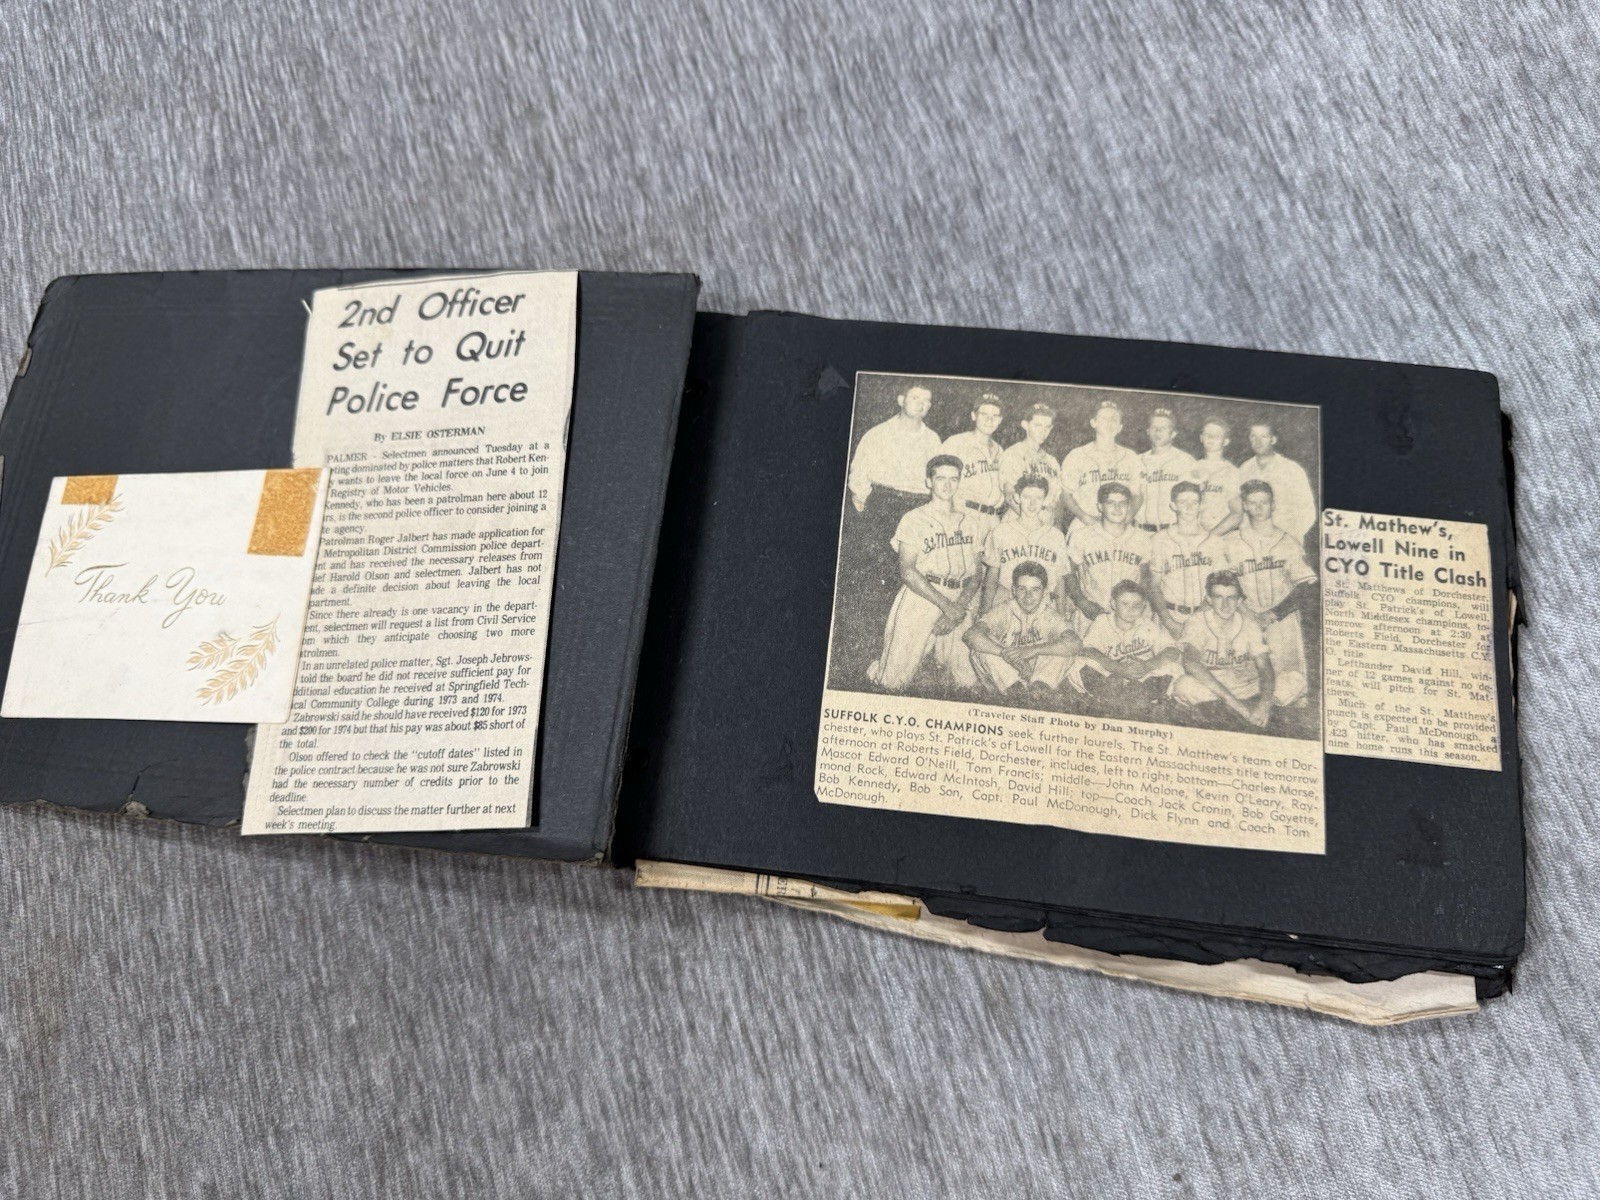 2nd Officer
Set to Quit
Police Force
By ELSIE OSTERMAN
PALMER - Selectmen announced Tuesday at a
eting dominated by police matters that Robert Ken-
y wants to leave the local force on June 4 to join
Registry of Motor Vehicles.
Kennedy, who has been a patrolman here about 12
rs, is the second police officer to consider joining a
te agency.
Patrolman Roger Jalbert has made application for
Metropolitan District Commission police depart-
nt and has received the necessary releases from
ief Harold Olson and selectmen. Jalbert has not
de a definite decision about leaving the local
partment.
Since there already is one vacancy in the depart-
ent, selectmen will request a list from Civil Service
om which they anticipate choosing two more
atrolmen.
In an unrelated police matter, Sgt. Joseph Jebrows-
told the board he did not receive sufficient pay for
ditional education he received at Springfield Tech-
cal Community College during 1973 and 1974.
Zabrowski said he should have received $120 for 1973
and $200 for 1974 but that his pay was about $85 short of
the total.
Olson offered to check the "cutoff dates" listed in
the police contract because he was not sure Zabrowski
had the necessary number of credits prior to the
deadline.
Selectmen plan to discuss the matter further at next
week's meeting.
Thank You
St Matthew
ST MATTHEW
(Traveler Staff Photo by Dan Murphy)
SUFFOLK C.Y.O. CHAMPIONS seek further laurels. The St. Matthew's team of Dor-
chester, who plays St. Patrick's of Lowell for the Eastern Massachusetts title tomorrow
afternoon at Roberts Field, Dorchester, includes, left to right, bottom—Charles Morse,
Mascot Edward O'Neill, Tom Francis; middle—John Malone, Kevin O'Leary, Ray-
mond Rock, Edward McIntosh, David Hill; top—Coach Jack Cronin, Bob Gayette,
Bob Kennedy, Bob Son, Capt. Paul McDonough, Dick Flynn and Coach Tom
McDonough.
St. Mathew's,
Lowell Nine in
CYO Title Clash
St. Matthews of Dorchester,
Suffolk CYO champions, will
play St. Patrick's of Lowell,
North Middlesex champions, to-
morrow afternoon at 2:30 at
Roberts Field, Dorchester for
the Eastern Massachusetts C.Y.
O. title.
Lefthander David Hill, win-
ner of 12 games against no de-
feats, will pitch for St. Mat-
thews.
Much of the St. Matthew's
punch is expected to be provided
by Capt. Paul McDonough, a
.423 hitter, who has smacked
nine home runs this season.